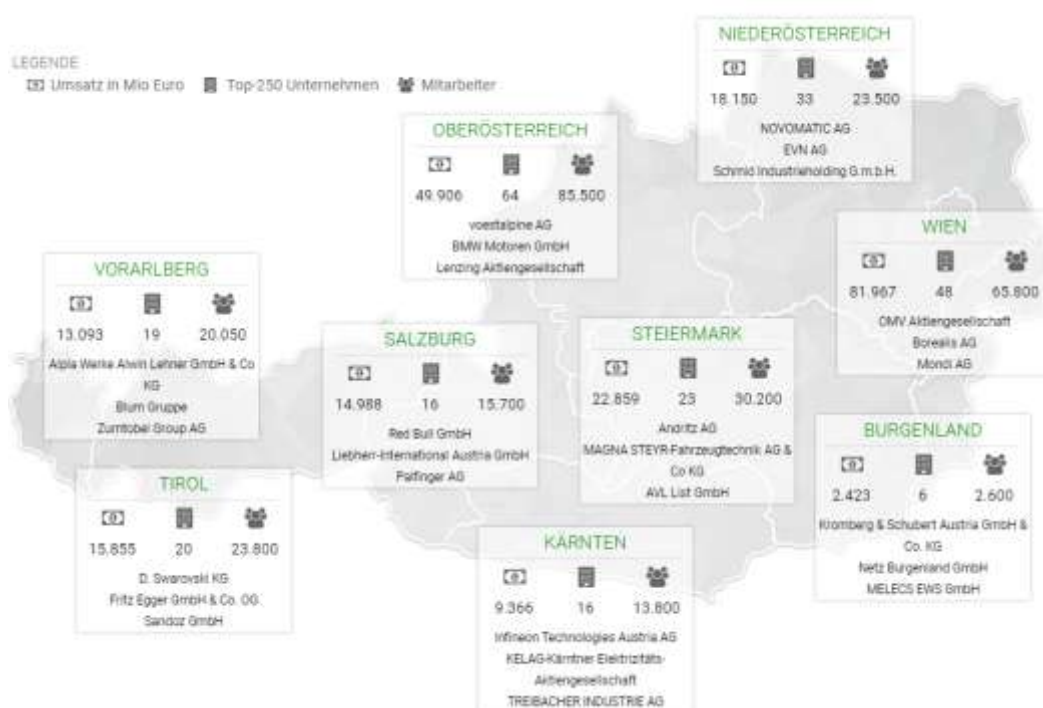 LEGENDE
Umsatz in Mio Euro Top-250 Unternehmen Mitarbeiter
NIEDERÖSTERREICH
18.150 33 23.500
NOVOMATIC AG
EVN AG
Schmid Industrieholding G.m.b.H.
OBERÖSTERREICH
49.906 64 85.500
voestalpine AG
BMW Motoren GmbH
Lenzing Aktiengesellschaft
WIEN
81.967 48 65.800
OMV Aktiengesellschaft
Borealis AG
Mondi AG
VORARLBERG
13.093 19 20.050
Alpla Werke Alwin Lehner GmbH & Co
KG
Blum Gruppe
Zumtobel Group AG
SALZBURG
14.988 16 15.700
Red Bull GmbH
Liebherr-International Austria GmbH
Palfinger AG
STEIERMARK
22.859 23 30.200
Andritz AG
MAGNA STEYR-Fahrzeugtechnik AG &
Co KG
AVL List GmbH
BURGENLAND
2.423 6 2.600
Kromberg & Schubert Austria GmbH &
Co. KG
Netz Burgenland GmbH
MELECS EWS GmbH
TIROL
15.855 20 23.800
D. Swarovski KG
Fritz Egger GmbH & Co. OG
Sandoz GmbH
KÄRNTEN
9.366 16 13.800
Infineon Technologies Austria AG
KELAG-Kärntner Elektrizitäts-
Aktiengesellschaft
TREIBACHER INDUSTRIE AG